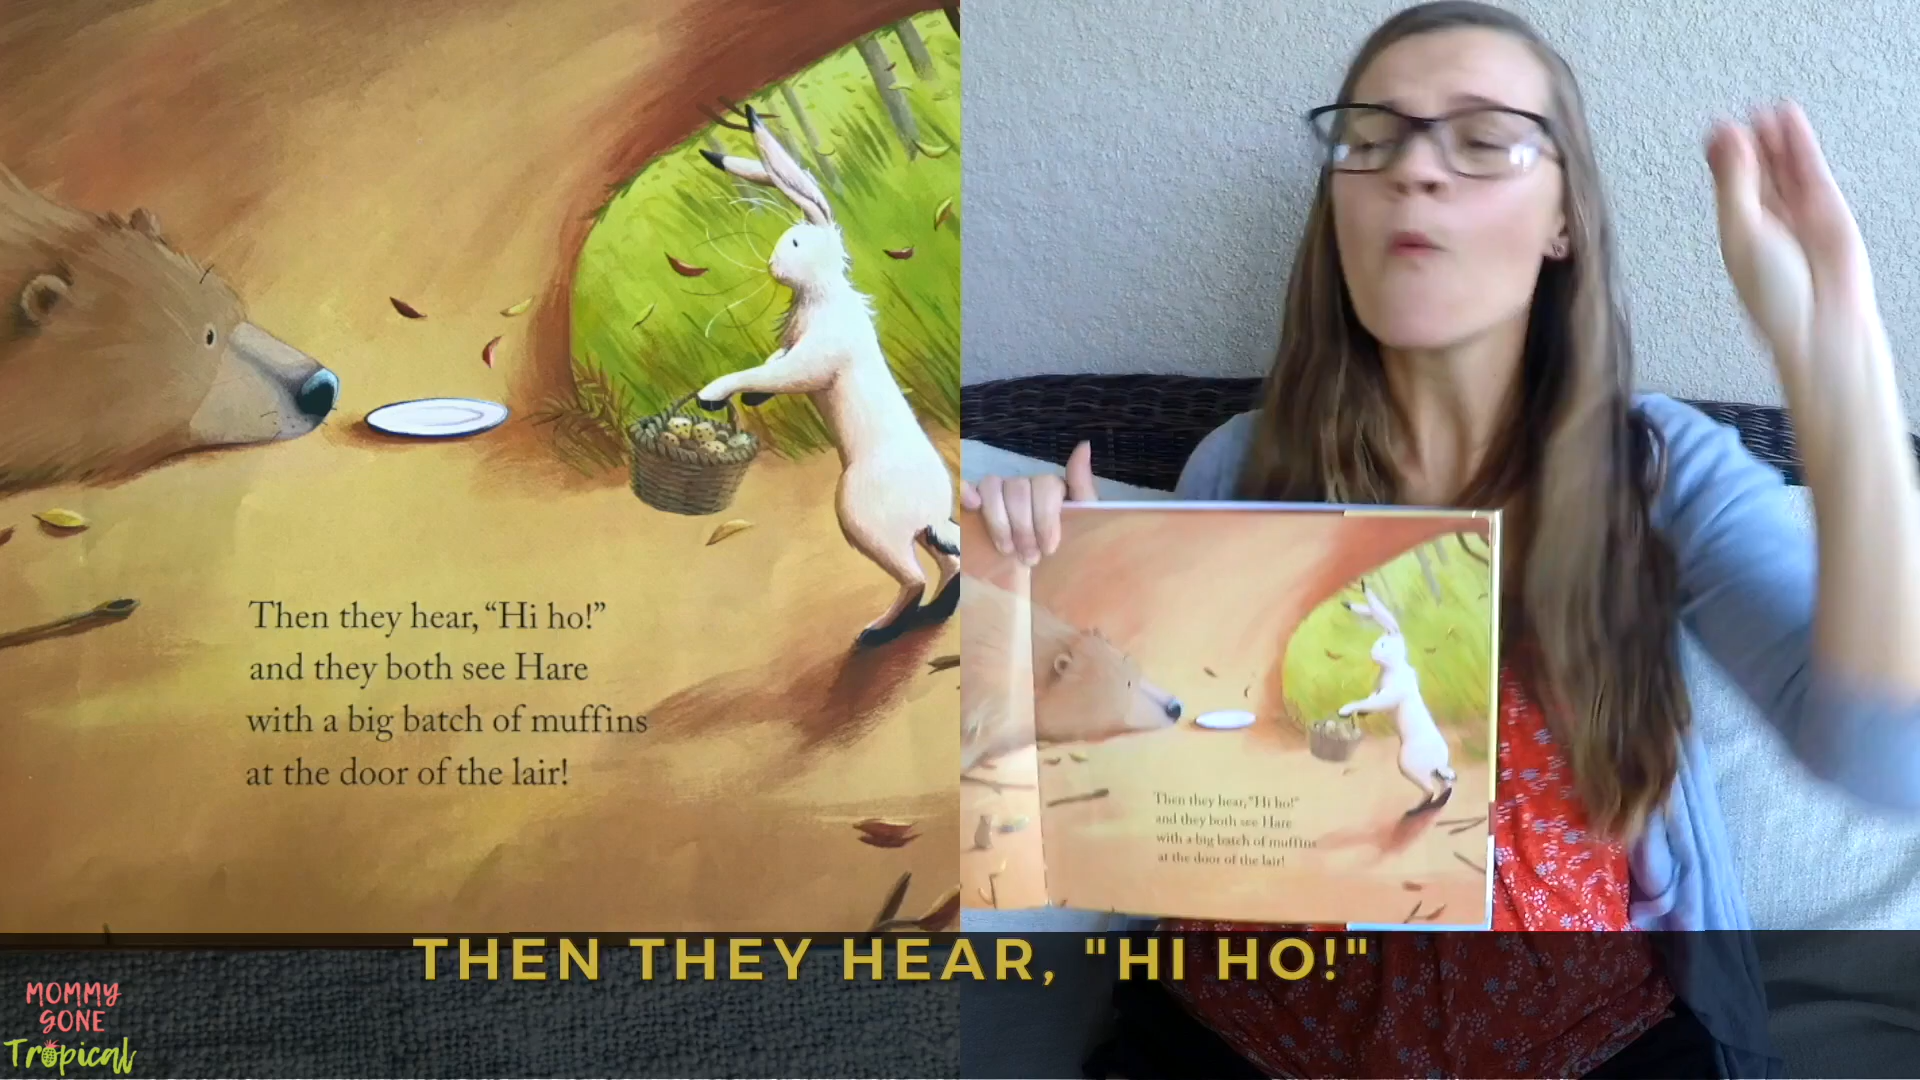 Then they hear, “Hi ho!”
and they both see Hare
with a big batch of muffins
at the door of the lair!
Then they hear, “Hi ho!”
and they both see Hare
with a big batch of muffins
at the door of the lair!
THEN THEY HEAR, "HI HO!"
MOMMY
GONE
Tropical